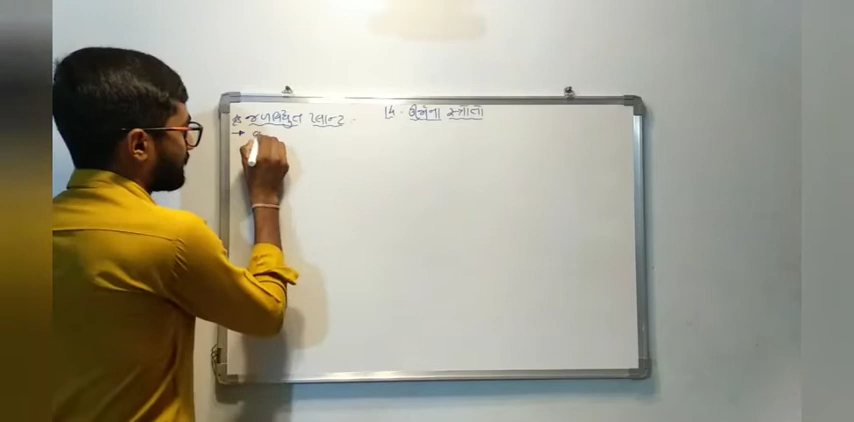 14. ઊર્જાના સ્ત્રોતો
* જળવિદ્યુત પ્લાન્ટ :-
→ જ